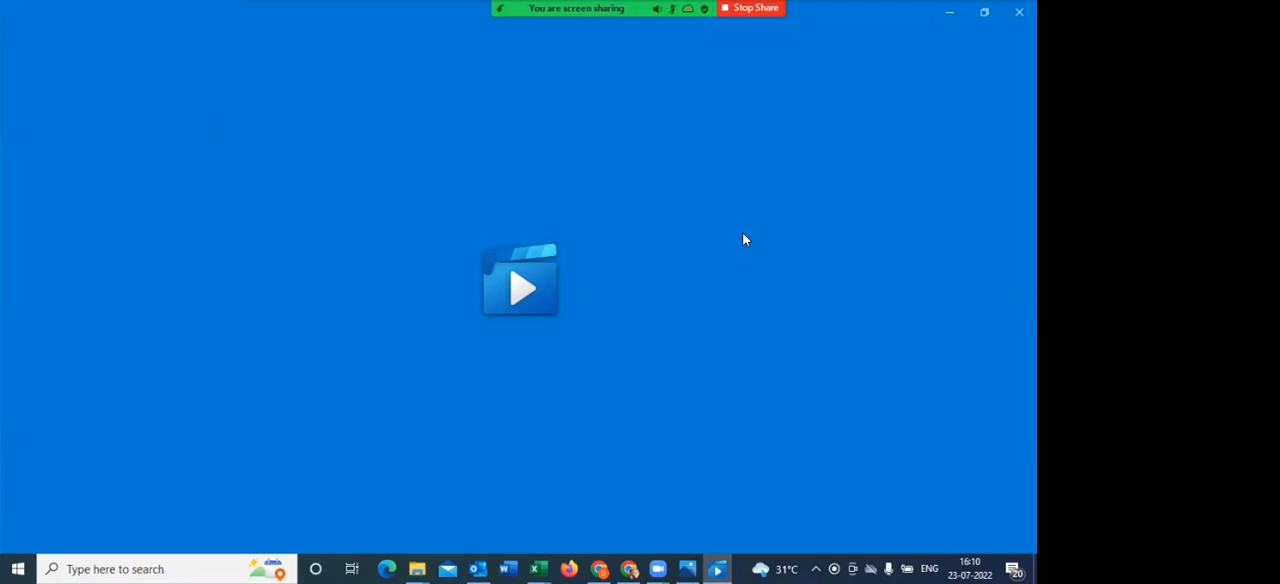 You are screen sharing
Stop Share
Type here to search
31°C
ENG
16:10
23-07-2022
20